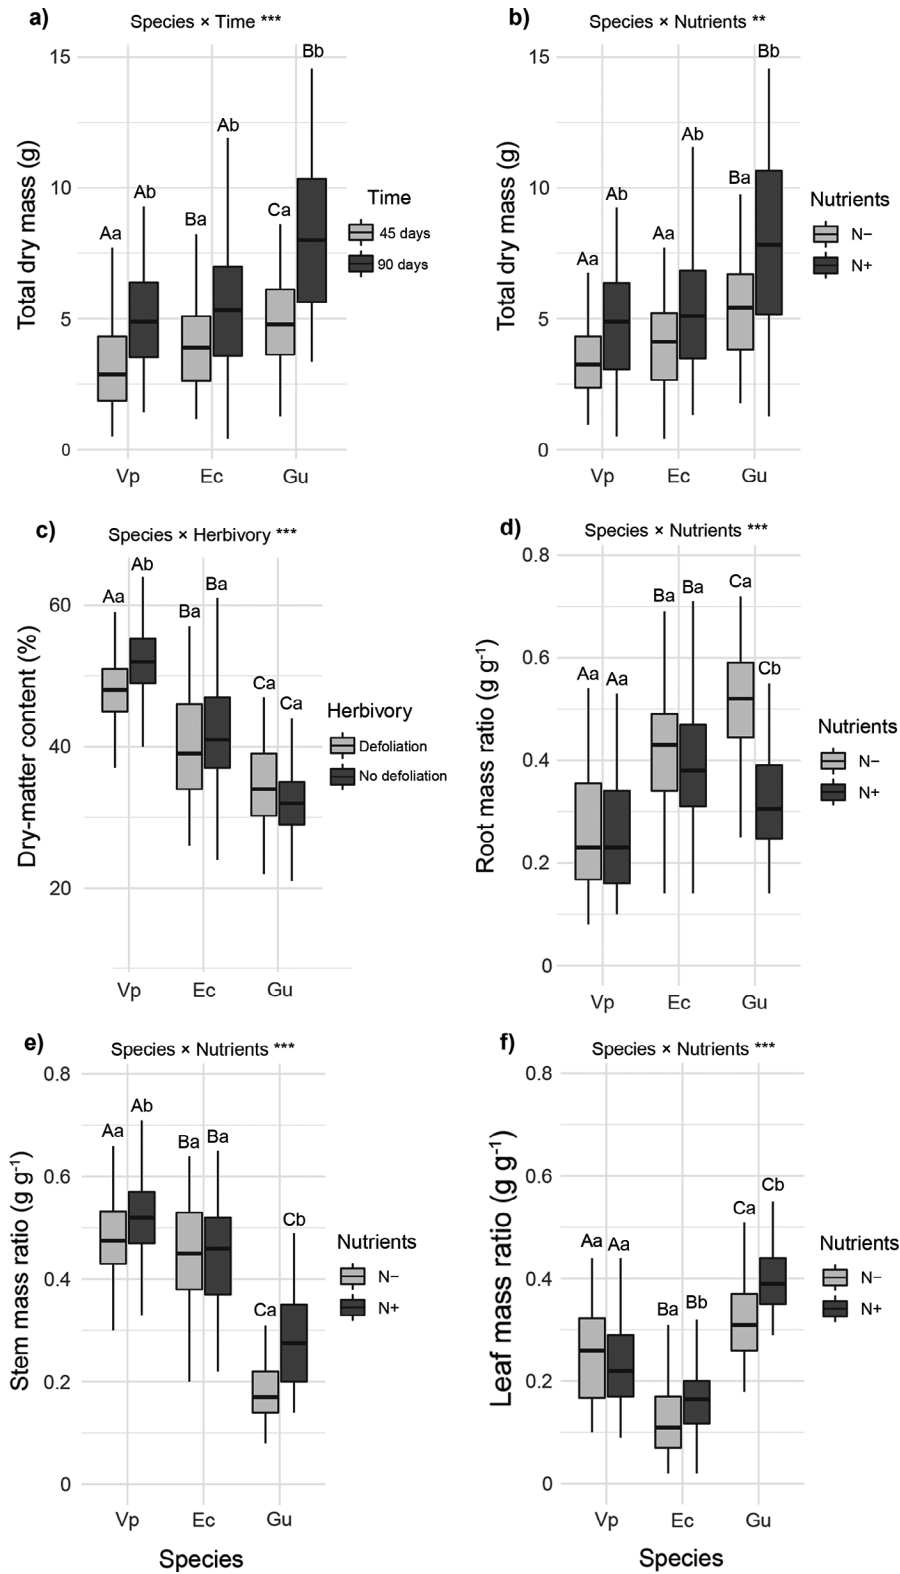 a)
Species × Time ***
Total dry mass (g)
15
10
5
0
Aa
Ab
Ba
Ab
Ca
Bb
Vp
Ec
Gu
Time
45 days
90 days
b)
Species × Nutrients **
Total dry mass (g)
15
10
5
0
Aa
Ab
Aa
Ab
Ba
Bb
Vp
Ec
Gu
Nutrients
N−
N+
c)
Species × Herbivory ***
Dry-matter content (%)
60
40
20
Aa
Ab
Ba
Ba
Ca
Ca
Vp
Ec
Gu
Herbivory
Defoliation
No defoliation
d)
Species × Nutrients ***
Root mass ratio (g g-1)
0.8
0.6
0.4
0.2
0
Aa
Aa
Ba
Ba
Ca
Cb
Vp
Ec
Gu
Nutrients
N−
N+
e)
Species × Nutrients ***
Stem mass ratio (g g-1)
0.8
0.6
0.4
0.2
0
Aa
Ab
Ba
Ba
Ca
Cb
Vp
Ec
Gu
Species
Nutrients
N−
N+
f)
Species × Nutrients ***
Leaf mass ratio (g g-1)
0.8
0.6
0.4
0.2
0
Aa
Aa
Ba
Bb
Ca
Cb
Vp
Ec
Gu
Species
Nutrients
N−
N+